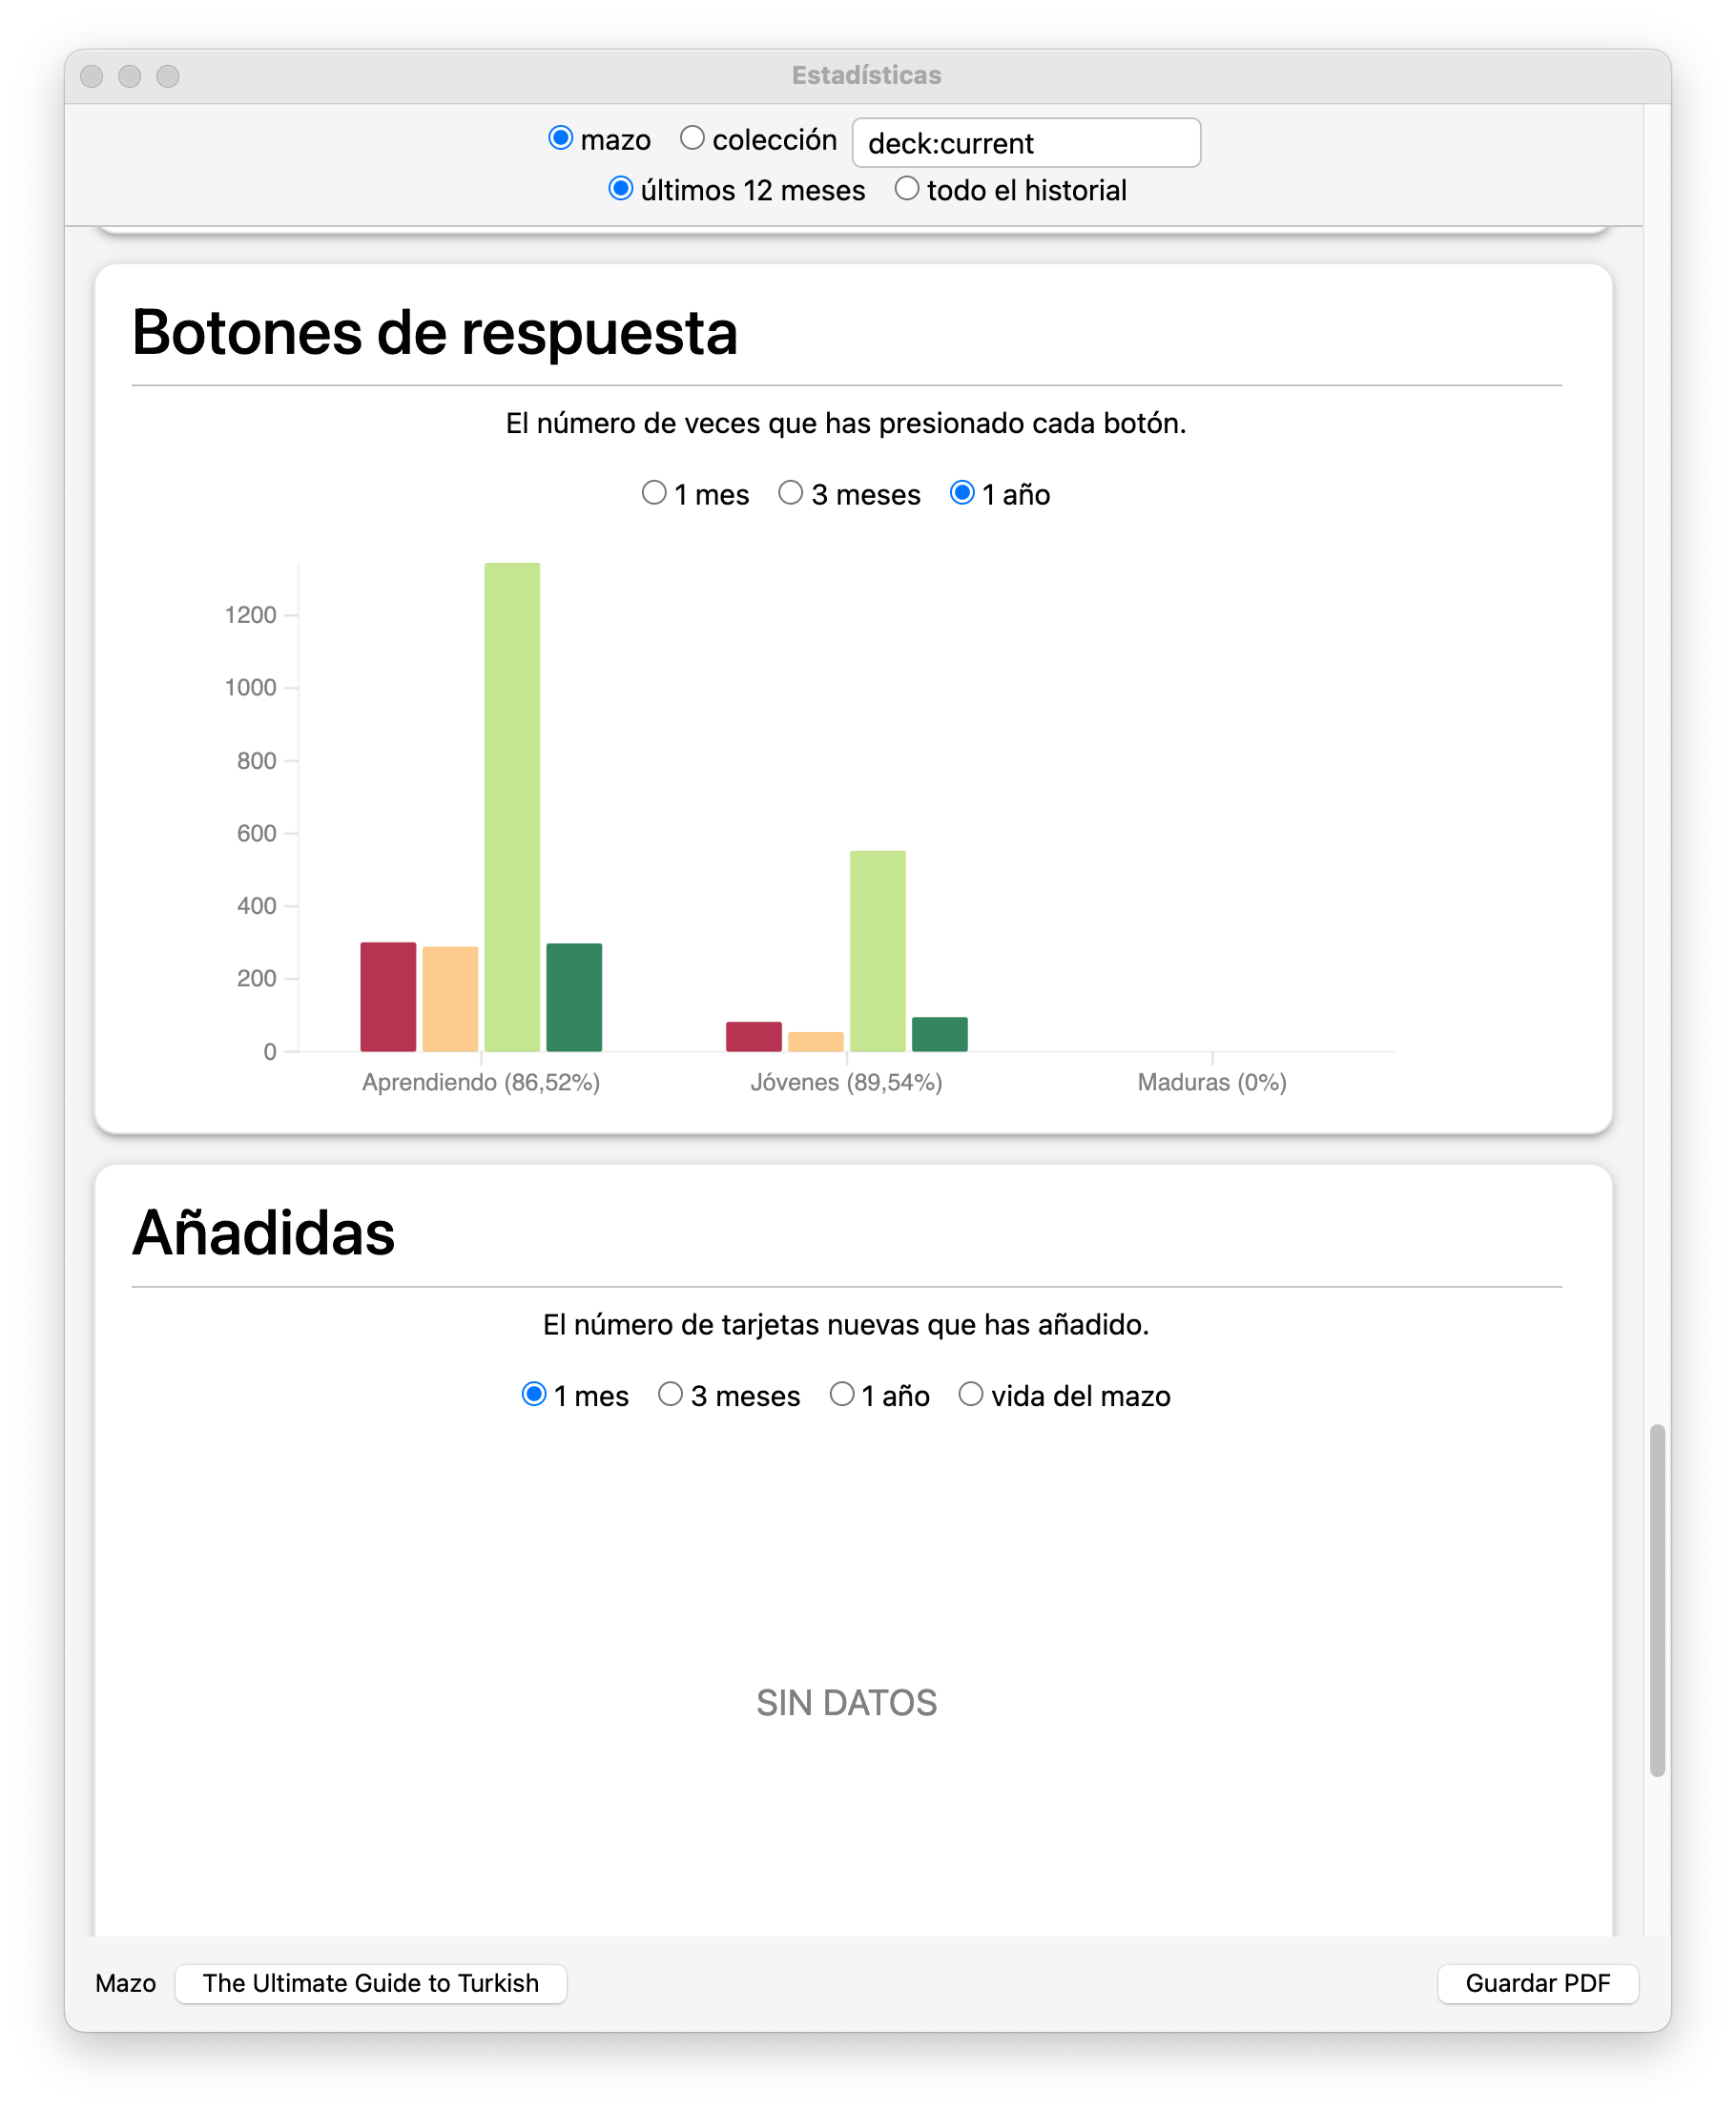 Estadísticas
mazo colección deck:current
últimos 12 meses todo el historial
Botones de respuesta
El número de veces que has presionado cada botón.
1 mes 3 meses 1 año
1200
1000
800
600
400
200
0
Aprendiendo (86,52%) Jóvenes (89,54%) Maduras (0%)
Añadidas
El número de tarjetas nuevas que has añadido.
1 mes 3 meses 1 año vida del mazo
SIN DATOS
Mazo The Ultimate Guide to Turkish Guardar PDF